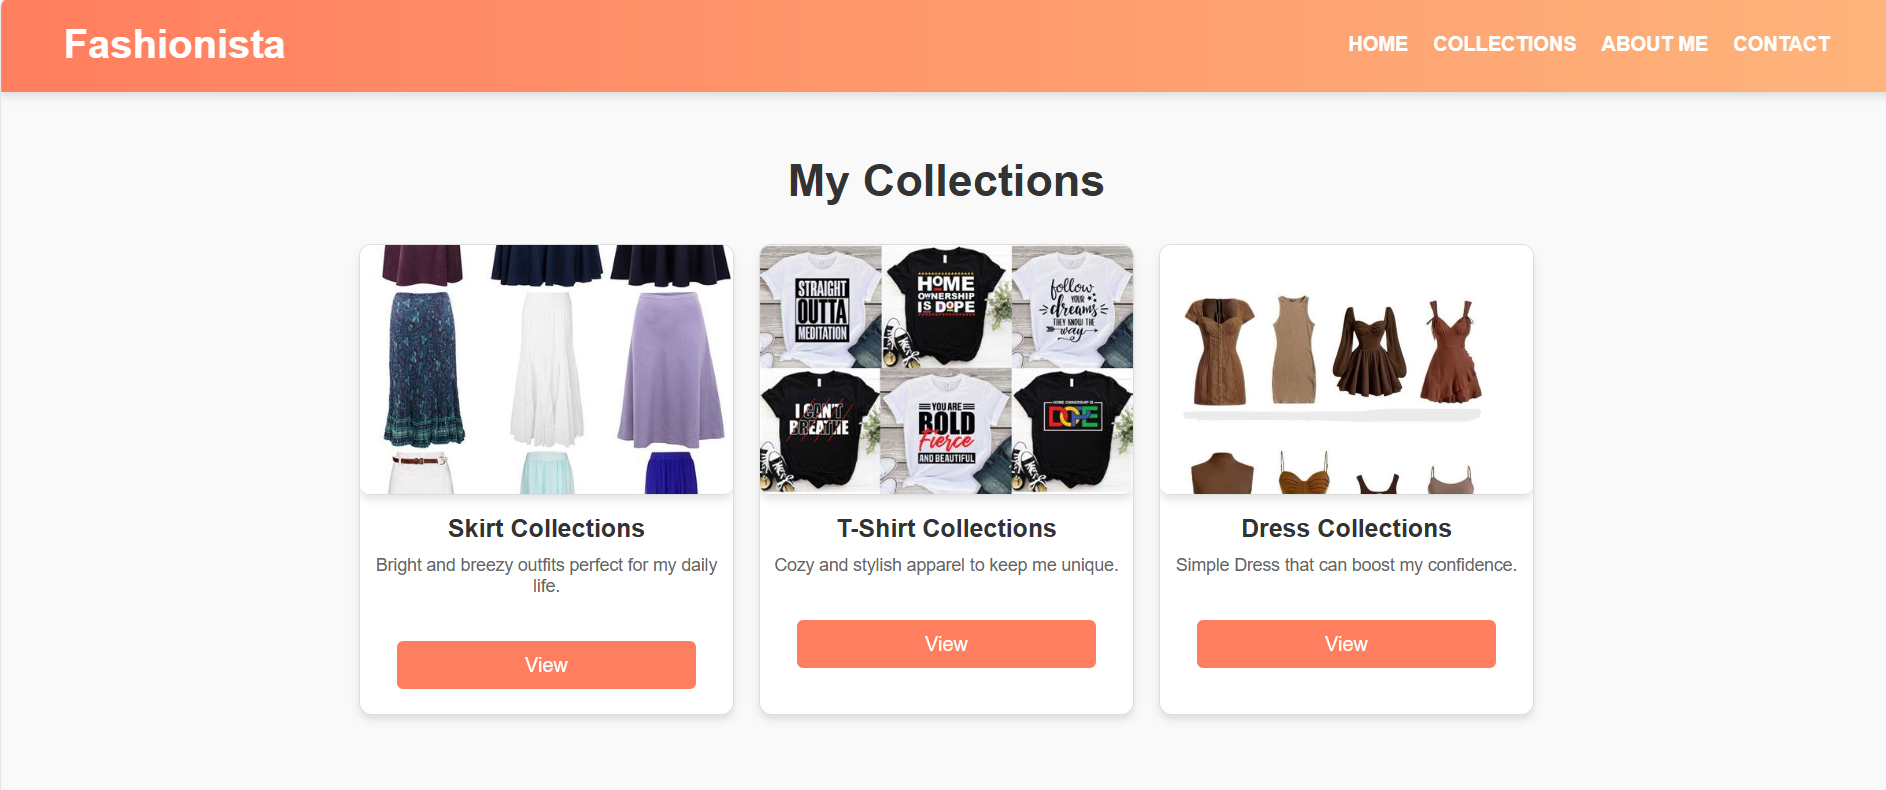 Fashionista
HOME COLLECTIONS ABOUT ME CONTACT
My Collections
STRAIGHT
OUTTA
MEDITATION
HOME
OWNERSHIP
IS DOPE
follow
YOUR
dreams
THEY KNOW THE
way
I CAN'T
BREATHE
YOU ARE
BOLD
Fierce
AND BEAUTIFUL
HOME OWNERSHIP IS
DOPE
Skirt Collections
Bright and breezy outfits perfect for my daily
life.
View
T-Shirt Collections
Cozy and stylish apparel to keep me unique.
View
Dress Collections
Simple Dress that can boost my confidence.
View